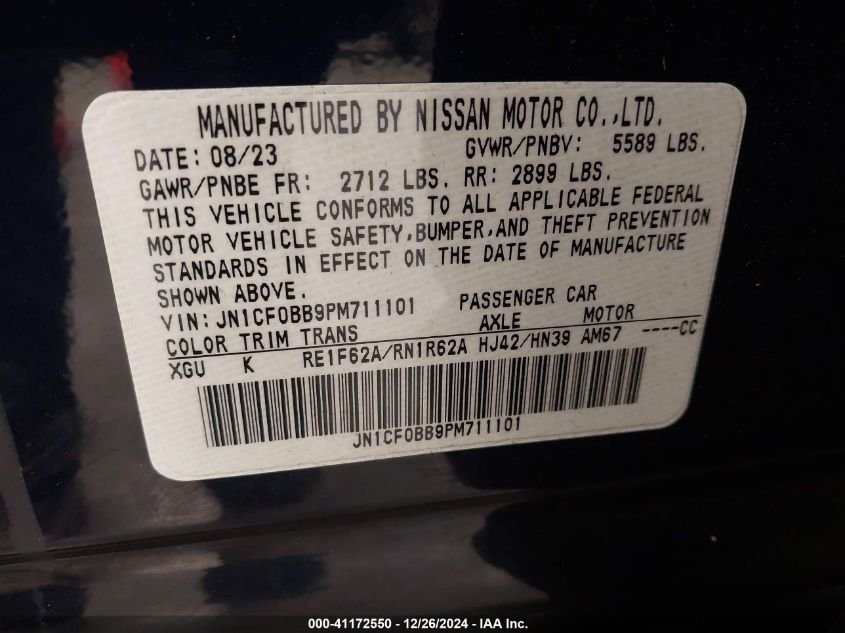 MANUFACTURED BY NISSAN MOTOR CO.,LTD.
DATE: 08/23 GVWR/PNBV: 5589 LBS.
GAWR/PNBE FR: 2712 LBS. RR: 2899 LBS.
THIS VEHICLE CONFORMS TO ALL APPLICABLE FEDERAL
MOTOR VEHICLE SAFETY,BUMPER,AND THEFT PREVENTION
STANDARDS IN EFFECT ON THE DATE OF MANUFACTURE
SHOWN ABOVE.
VIN: JN1CF0BB9PM711101 PASSENGER CAR
COLOR TRIM TRANS AXLE MOTOR
XGU K RE1F62A/RN1R62A HJ42/HN39 AM67 ----CC
JN1CF0BB9PM711101
000-41172550 - 12/26/2024 - IAA Inc.